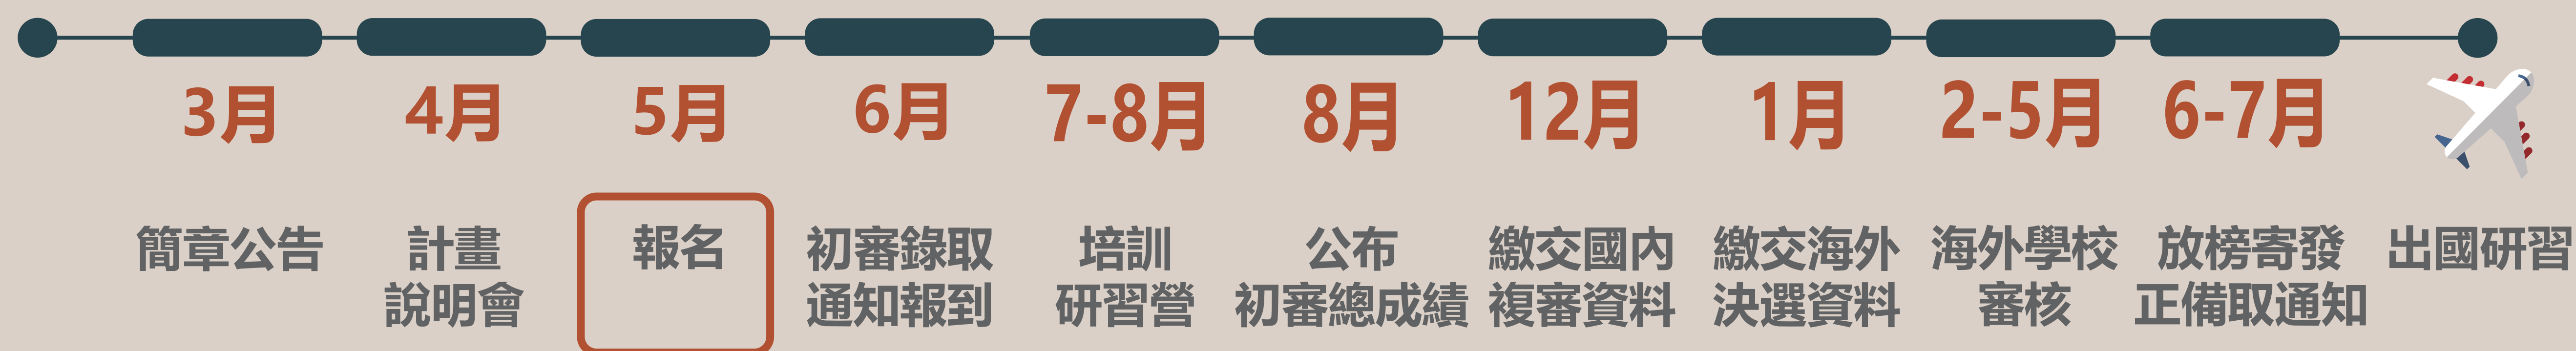 3月
4月
5月
6月
7-8月
8月
12月
1月
2-5月
6-7月
簡章公告
計畫
說明會
報名
初審錄取
通知報到
培訓
研習營
公布
初審總成績
繳交國內
複審資料
繳交海外
決選資料
海外學校
審核
放榜寄發
正備取通知
出國研習